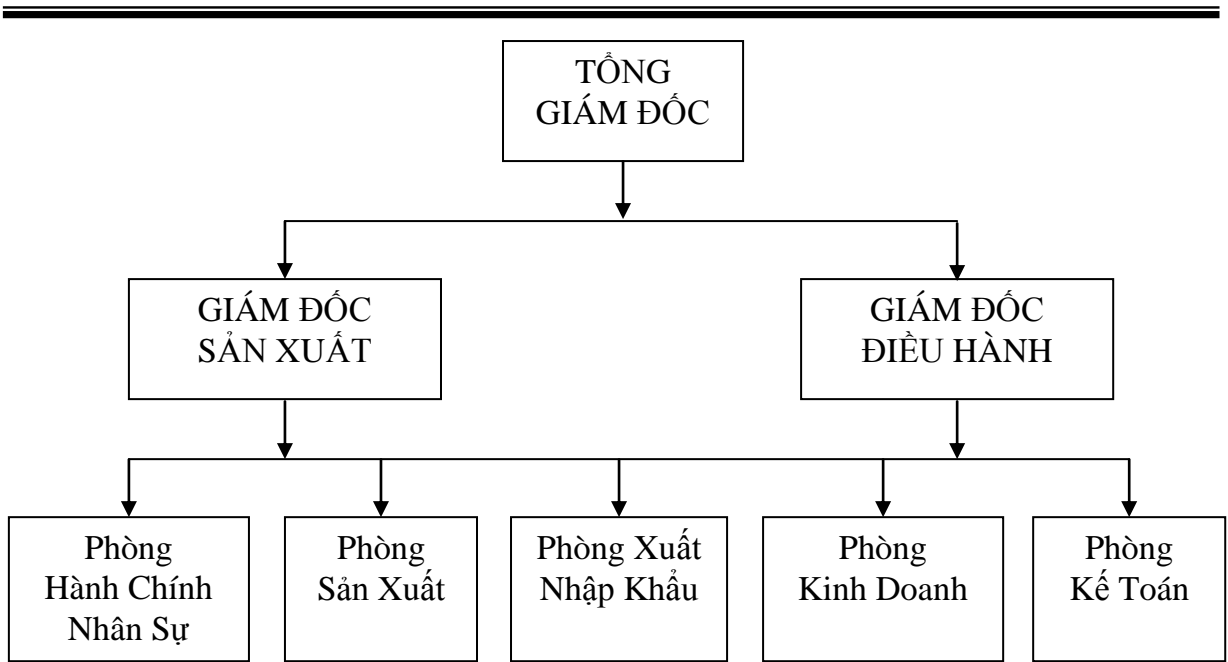 TỔNG
GIÁM ĐỐC
GIÁM ĐỐC
SẢN XUẤT
GIÁM ĐỐC
ĐIỀU HÀNH
Phòng
Hành Chính
Nhân Sự
Phòng
Sản Xuất
Phòng Xuất
Nhập Khẩu
Phòng
Kinh Doanh
Phòng
Kế Toán